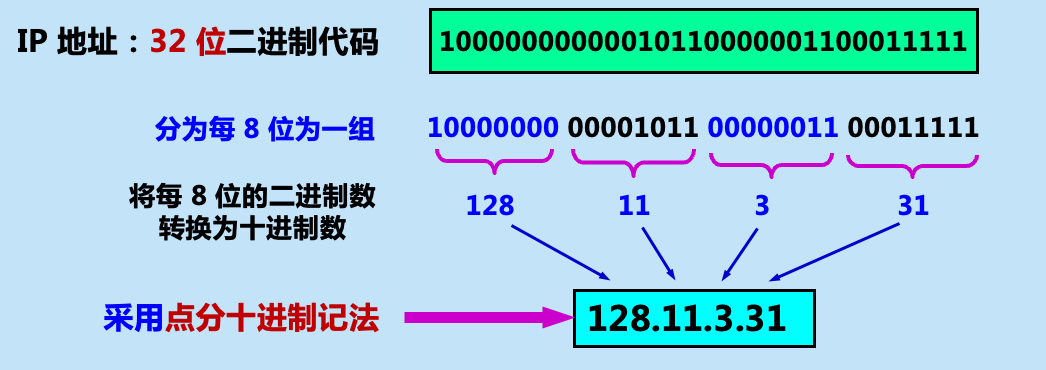 IP 地址：32 位二进制代码
10000000000010110000001100011111
分为每 8 位为一组
10000000 00001011 00000011 00011111
将每 8 位的二进制数
转换为十进制数
128 11 3 31
采用点分十进制记法
128.11.3.31